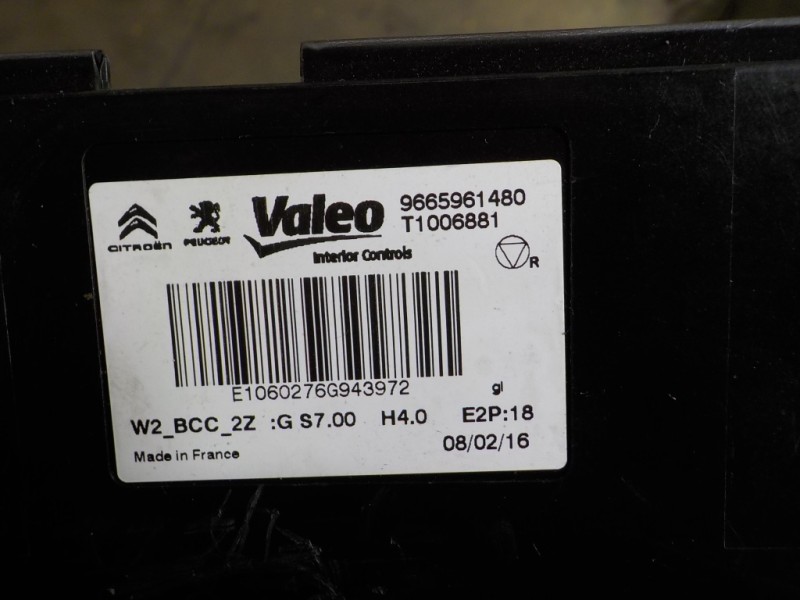 CITROËN PEUGEOT Valeo 9665961480
T1006881
Interior Controls
R
E1060276G943972
gl
W2_BCC_2Z :G S7.00 H4.0 E2P:18
Made in France 08/02/16